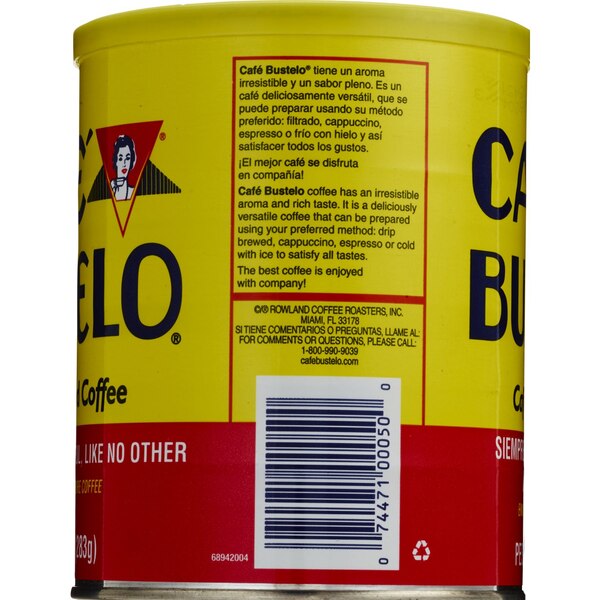 ELO®
Coffee
LIKE NO OTHER
COFFEE
283g)
Café Bustelo® tiene un aroma
irresistible y un sabor pleno. Es un
café deliciosamente versátil, que se
puede preparar usando su método
preferido: filtrado, cappuccino,
espresso o frío con hielo y así
satisfacer todos los gustos.
¡El mejor café se disfruta
en compañía!
Café Bustelo coffee has an irresistible
aroma and rich taste. It is a deliciously
versatile coffee that can be prepared
using your preferred method: drip
brewed, cappuccino, espresso or cold
with ice to satisfy all tastes.
The best coffee is enjoyed
with company!
©/® ROWLAND COFFEE ROASTERS, INC.
MIAMI, FL 33178
SI TIENE COMENTARIOS O PREGUNTAS, LLAME AL:
FOR COMMENTS OR QUESTIONS, PLEASE CALL:
1-800-990-9039
cafebustelo.com
0 74471 00050 0
68942004
CA
BU
SIEMPR